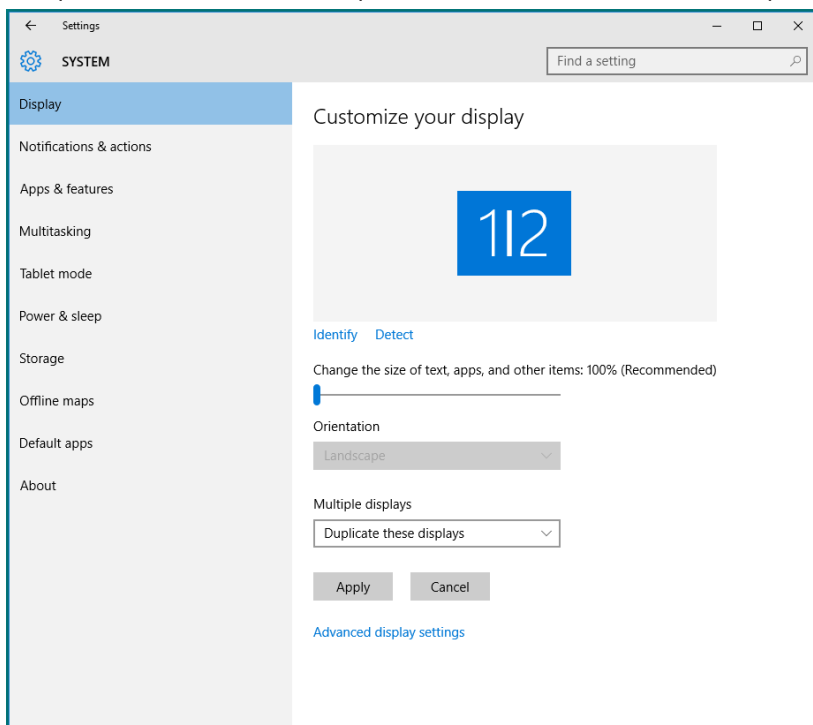 Settings
SYSTEM
Find a setting
Display
Notifications & actions
Apps & features
Multitasking
Tablet mode
Power & sleep
Storage
Offline maps
Default apps
About
Customize your display
1|2
Identify Detect
Change the size of text, apps, and other items: 100% (Recommended)
Orientation
Landscape
Multiple displays
Duplicate these displays
Apply Cancel
Advanced display settings